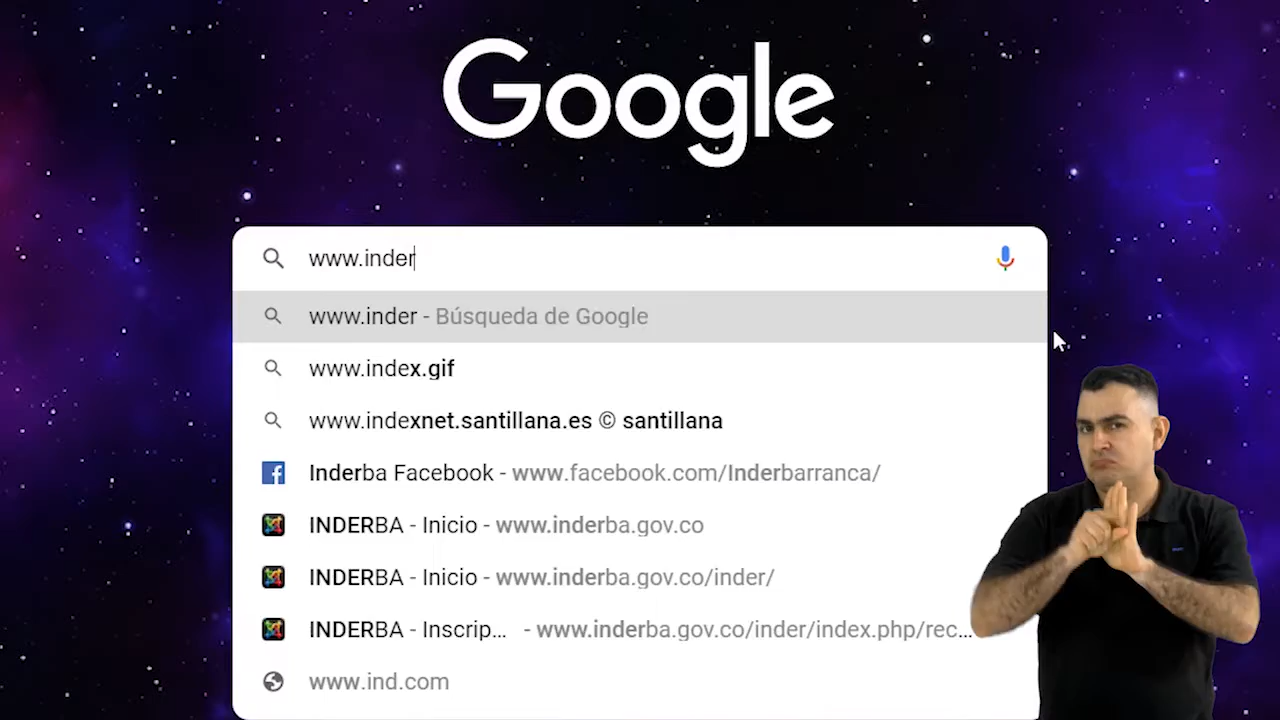 Google
www.inder
www.inder - Búsqueda de Google
www.index.gif
www.indexnet.santillana.es © santillana
Inderba Facebook - www.facebook.com/Inderbarranca/
INDERBA - Inicio - www.inderba.gov.co
INDERBA - Inicio - www.inderba.gov.co/inder/
INDERBA - Inscrip... - www.inderba.gov.co/inder/index.php/rec...
www.ind.com